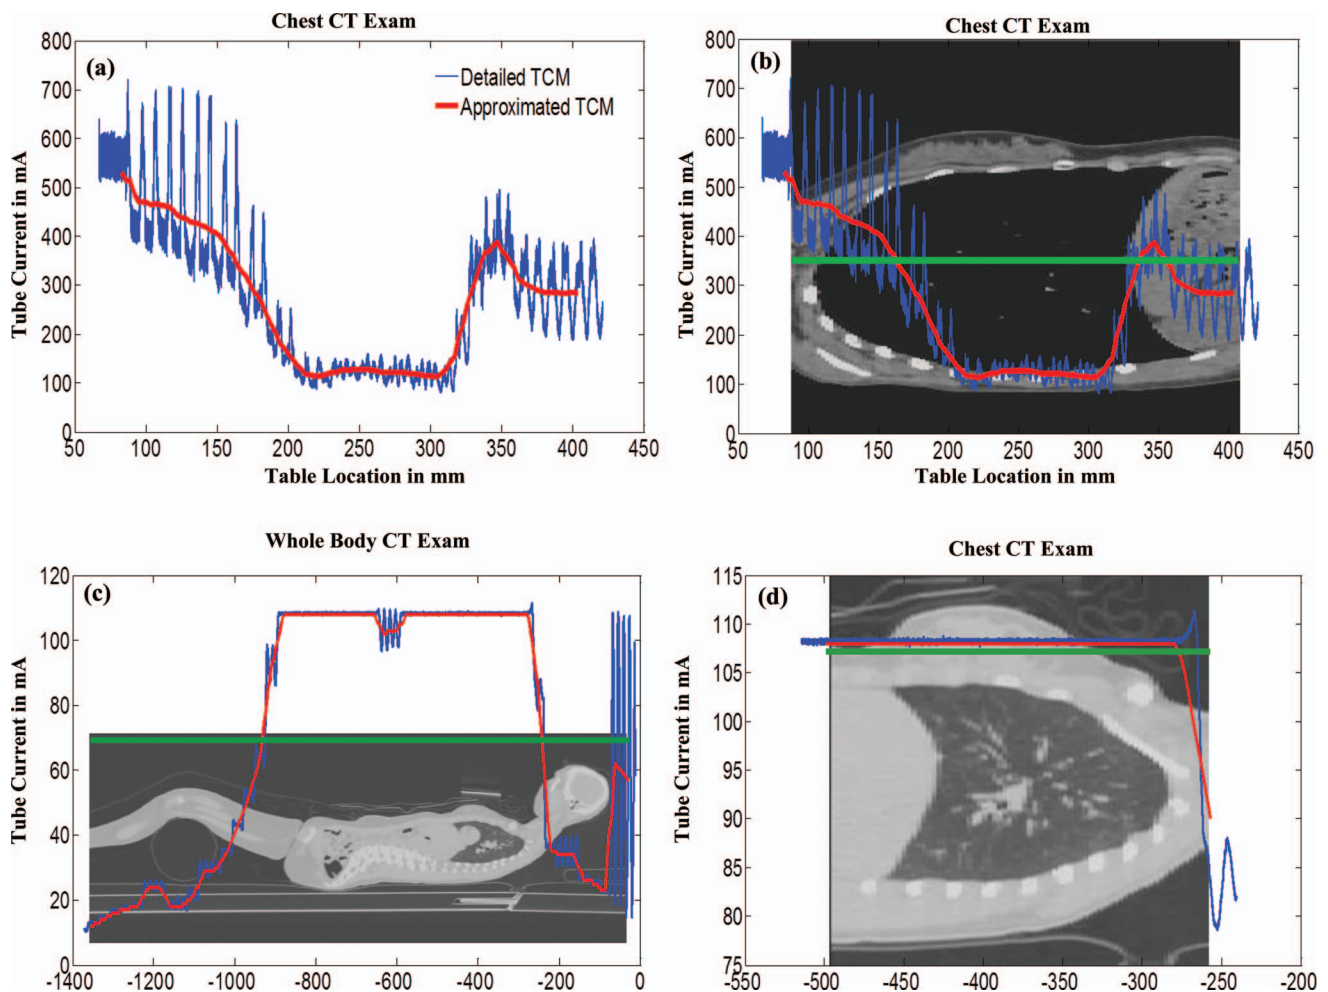 Chest CT Exam
(a)
Detailed TCM
Approximated TCM
Tube Current in mA
800
700
600
500
400
300
200
100
0
50 100 150 200 250 300 350 400 450
Table Location in mm
Chest CT Exam
(b)
Tube Current in mA
800
700
600
500
400
300
200
100
0
50 100 150 200 250 300 350 400 450
Table Location in mm
Whole Body CT Exam
(c)
Tube Current in mA
120
100
80
60
40
20
0
-1400 -1200 -1000 -800 -600 -400 -200 0
Chest CT Exam
(d)
Tube Current in mA
115
110
105
100
95
90
85
80
75
-550 -500 -450 -400 -350 -300 -250 -200